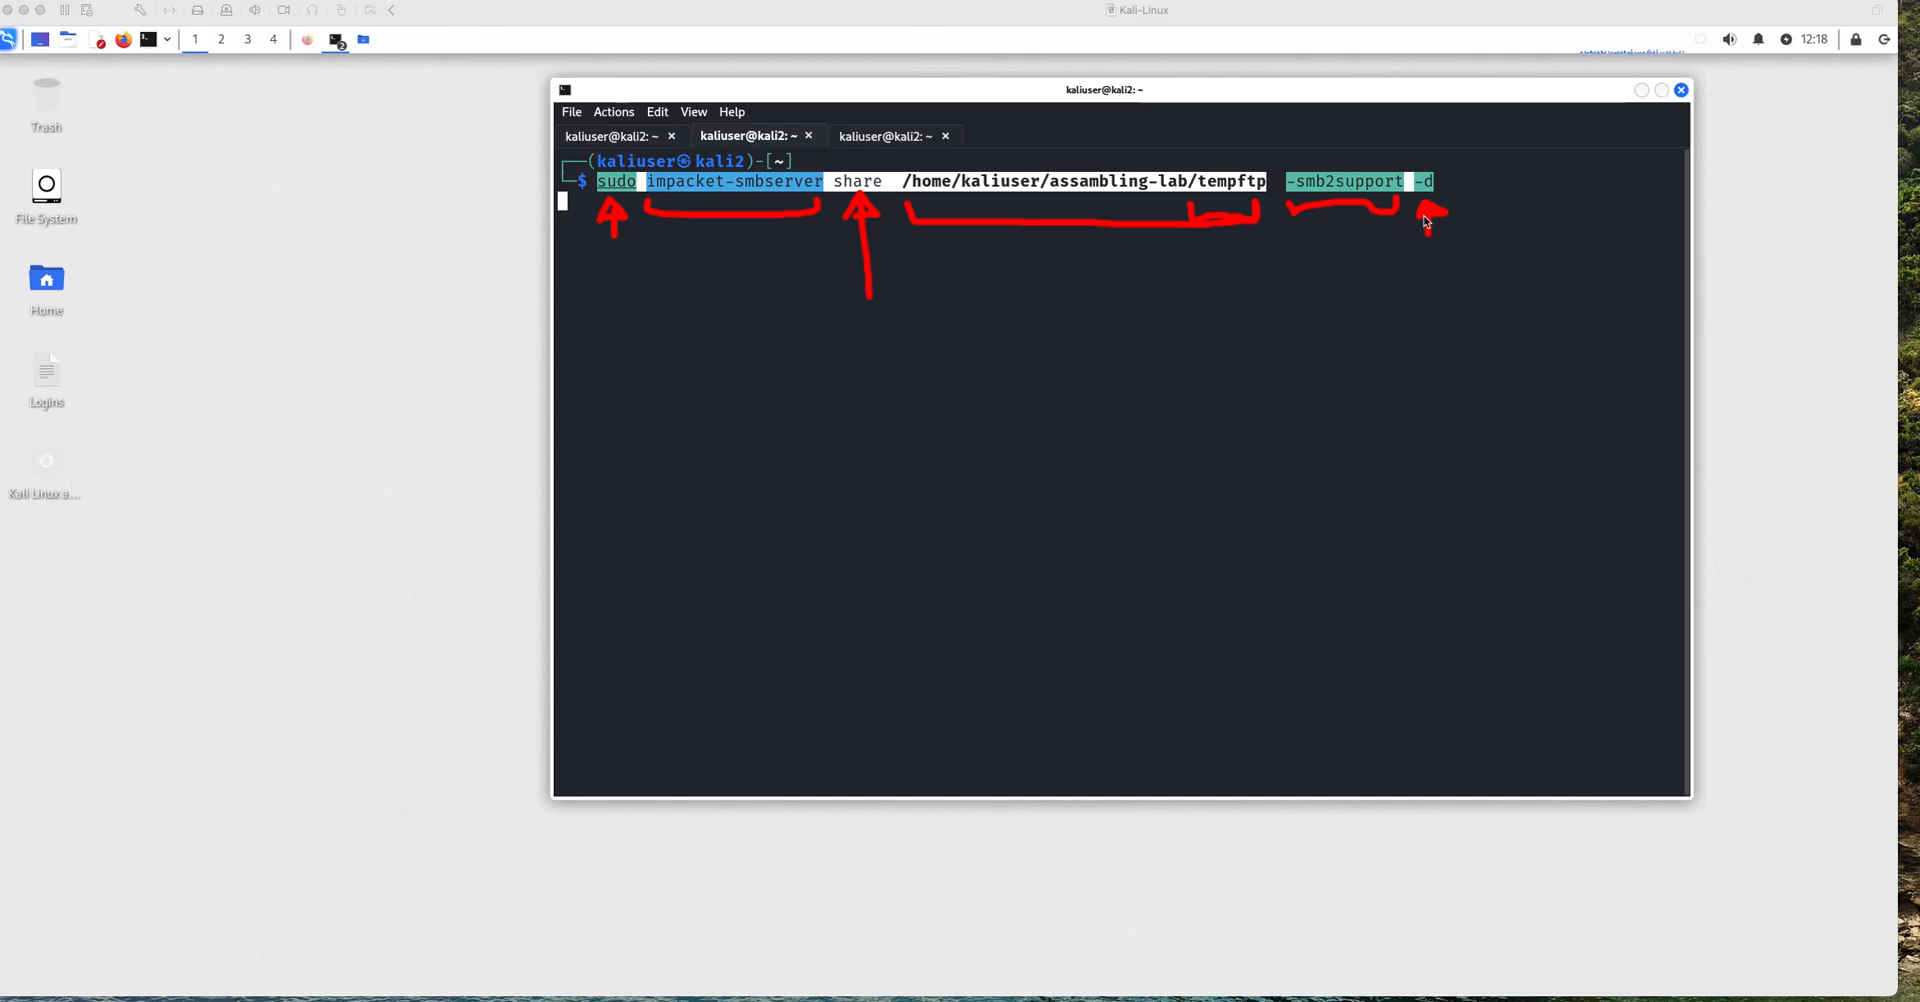 Kali-Linux
1 2 3 4
2
12:18
Trash
File System
Home
Logins
Kali Linux a...
kaliuser@kali2: ~
File Actions Edit View Help
kaliuser@kali2: ~ × kaliuser@kali2: ~ × kaliuser@kali2: ~ ×
(kaliuser㉿kali2)-[~]
$ sudo impacket-smbserver share /home/kaliuser/assambling-lab/tempftp -smb2support -d